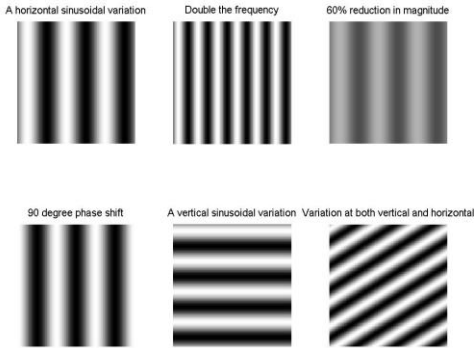 A horizontal sinusoidal variation
Double the frequency
60% reduction in magnitude
90 degree phase shift
A vertical sinusoidal variation
Variation at both vertical and horizontal